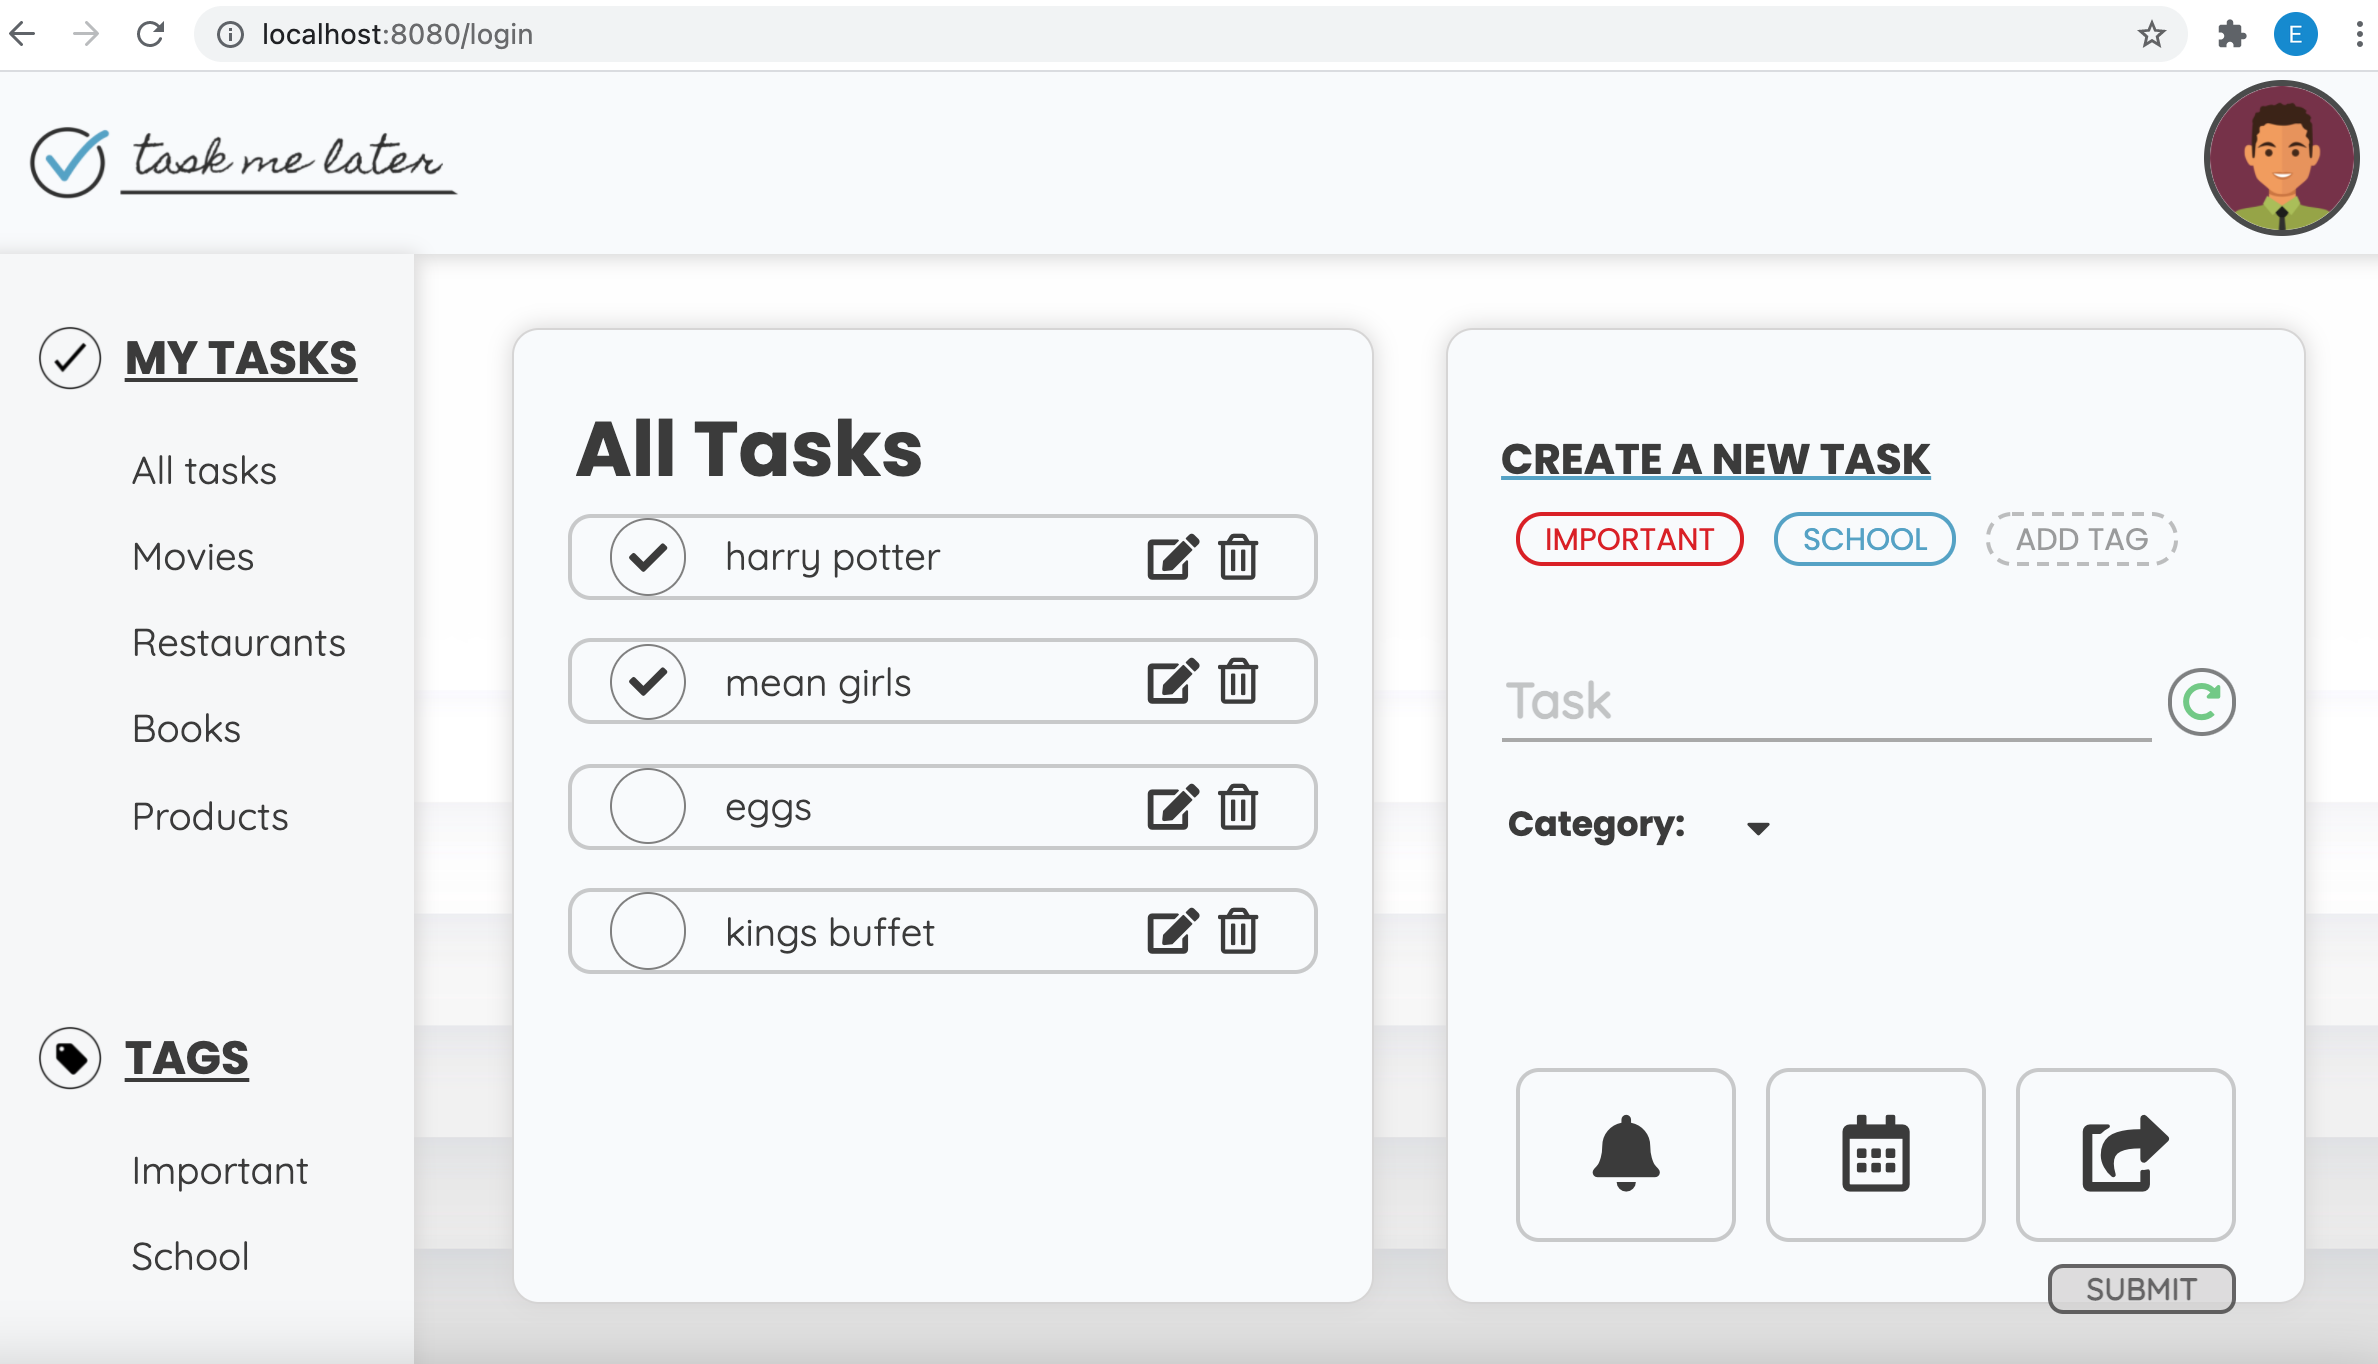 localhost:8080/login
E
task me later
MY TASKS
All tasks
Movies
Restaurants
Books
Products
TAGS
Important
School
All Tasks
harry potter
mean girls
eggs
kings buffet
CREATE A NEW TASK
IMPORTANT SCHOOL ADD TAG
Task
Category:
SUBMIT